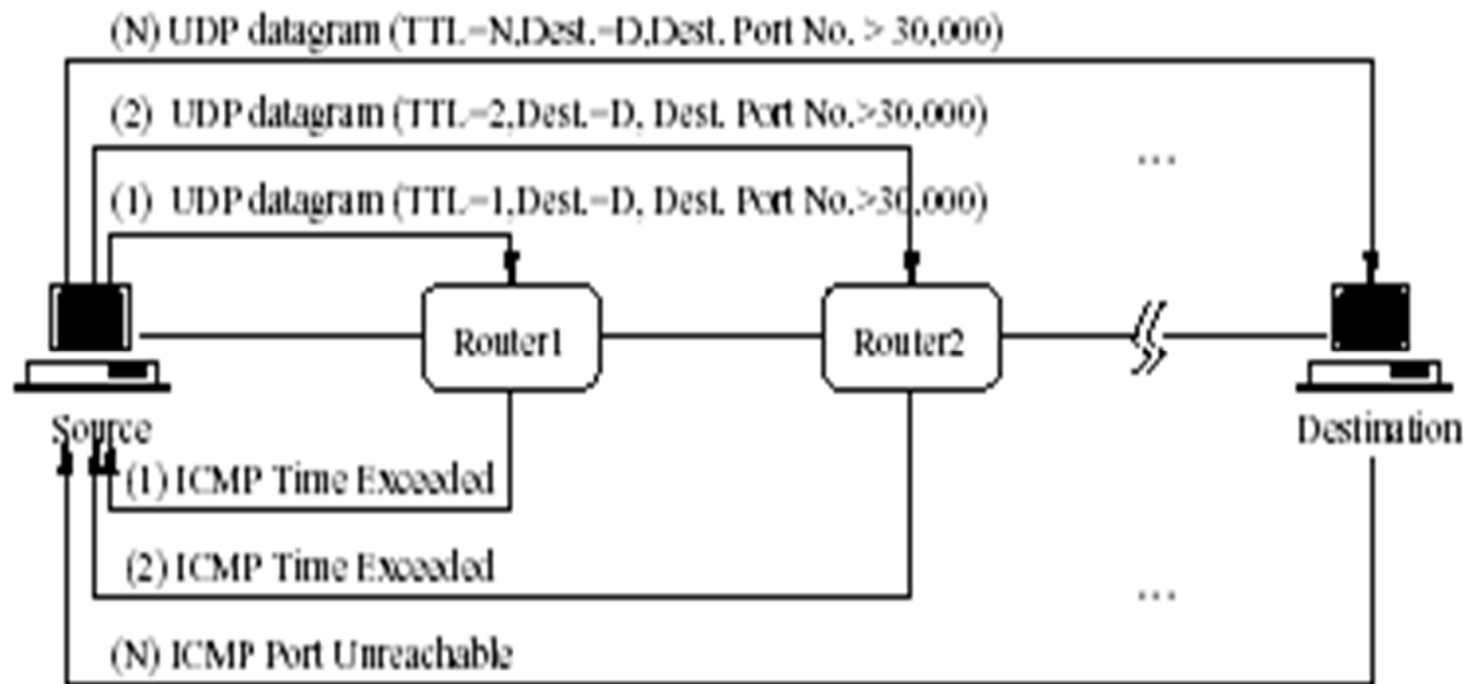 (N) UDP datagram (TTL=N,Dest.=D,Dest. Port No. > 30,000)
(2) UDP datagram (TTL=2,Dest.=D, Dest. Port No.>30,000)
...
(1) UDP datagram (TTL=1,Dest.=D, Dest. Port No.>30,000)
Router1
Router2
Source
Destination
(1) ICMP Time Exceeded
(2) ICMP Time Exceeded
...
(N) ICMP Port Unreachable